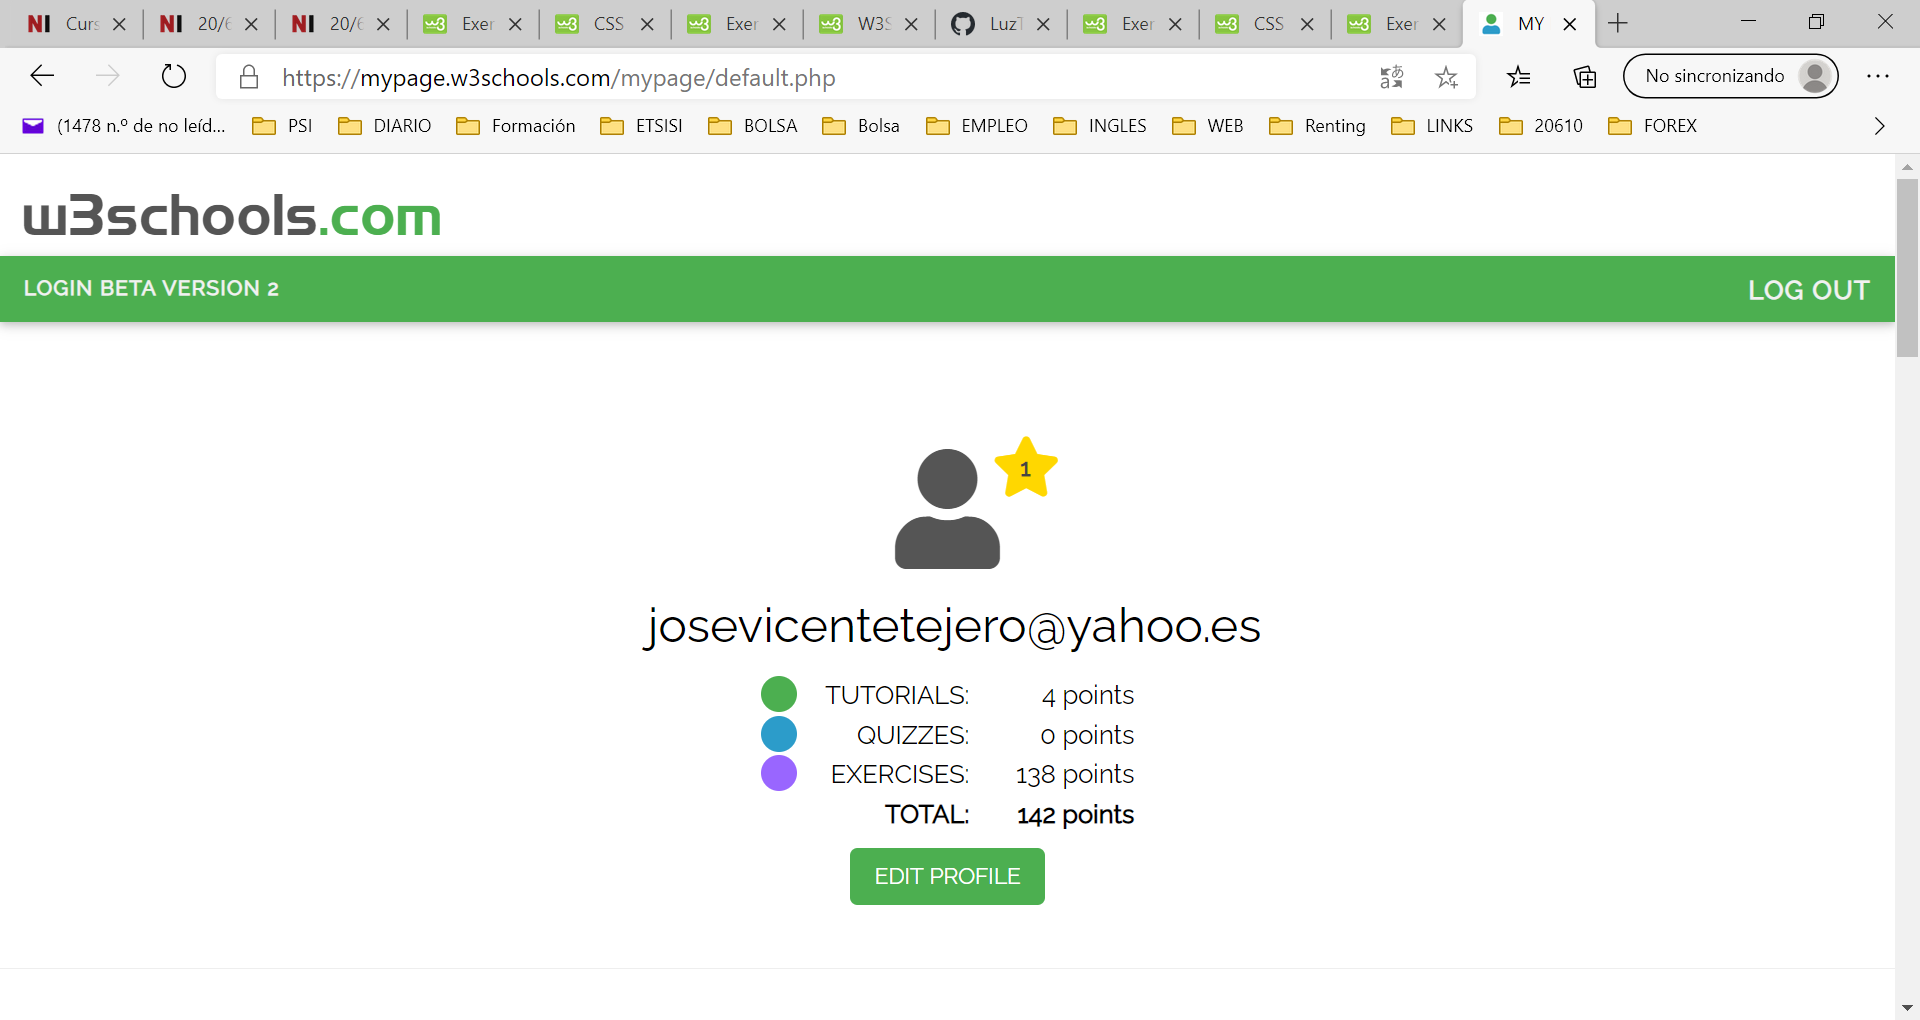 Curs 20/6 20/6 Exer CSS Exer W3S LuzT Exer CSS Exer MY
https://mypage.w3schools.com/mypage/default.php No sincronizando
(1478 n.º de no leíd... PSI DIARIO Formación ETSISI BOLSA Bolsa EMPLEO INGLES WEB Renting LINKS 20610 FOREX
w3schools.com
LOGIN BETA VERSION 2 LOG OUT
1
josevicentetejero@yahoo.es
TUTORIALS: 4 points
QUIZZES: 0 points
EXERCISES: 138 points
TOTAL: 142 points
EDIT PROFILE